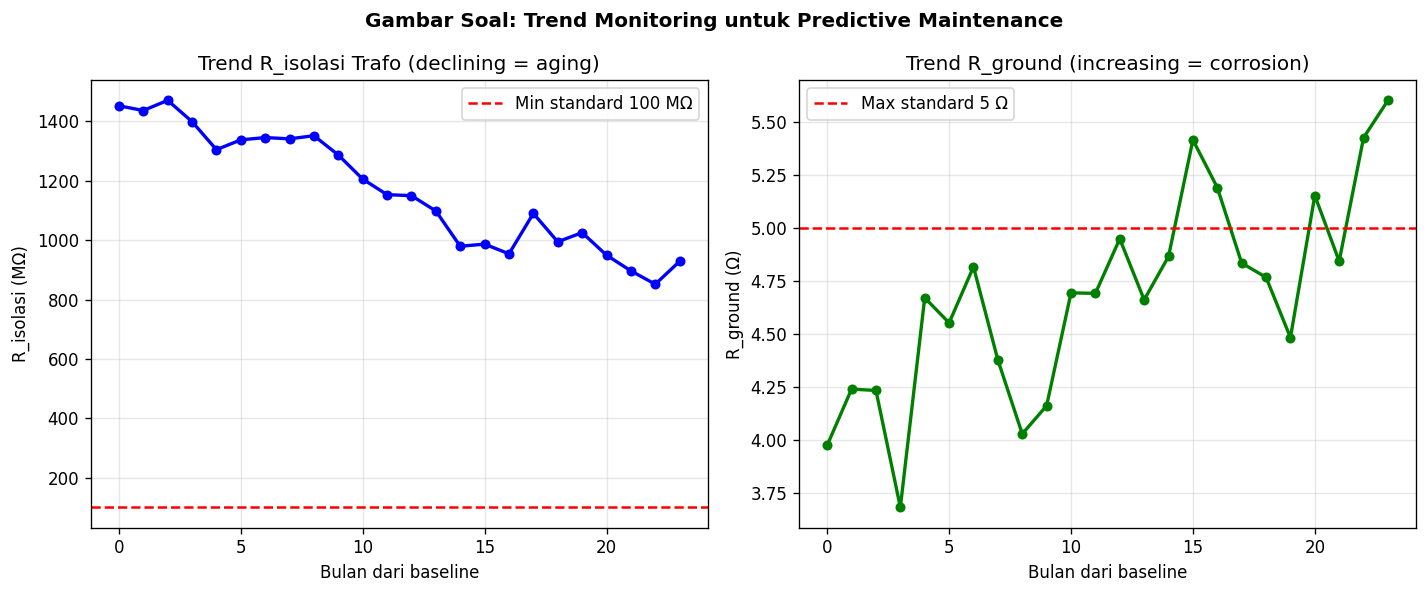 Gambar Soal: Trend Monitoring untuk Predictive Maintenance
Trend R_isolasi Trafo (declining = aging)
Min standard 100 MΩ
R_isolasi (MΩ)
1400
1200
1000
800
600
400
200
0 5 10 15 20
Bulan dari baseline
Trend R_ground (increasing = corrosion)
Max standard 5 Ω
R_ground (Ω)
5.50
5.25
5.00
4.75
4.50
4.25
4.00
3.75
0 5 10 15 20
Bulan dari baseline